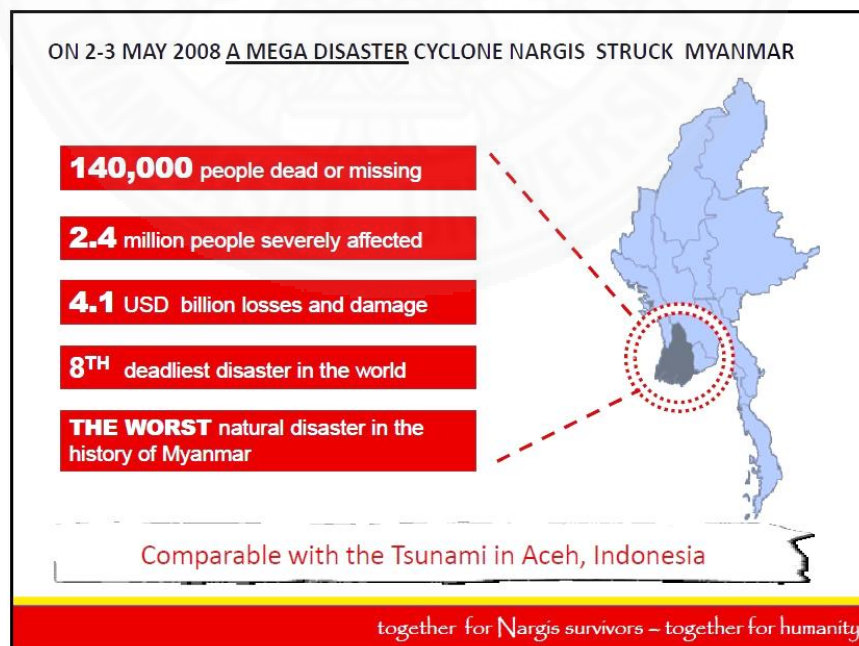 ON 2-3 MAY 2008 A MEGA DISASTER CYCLONE NARGIS STRUCK MYANMAR
140,000 people dead or missing
2.4 million people severely affected
4.1 USD billion losses and damage
8TH deadliest disaster in the world
THE WORST natural disaster in the
history of Myanmar
Comparable with the Tsunami in Aceh, Indonesia
together for Nargis survivors – together for humanity